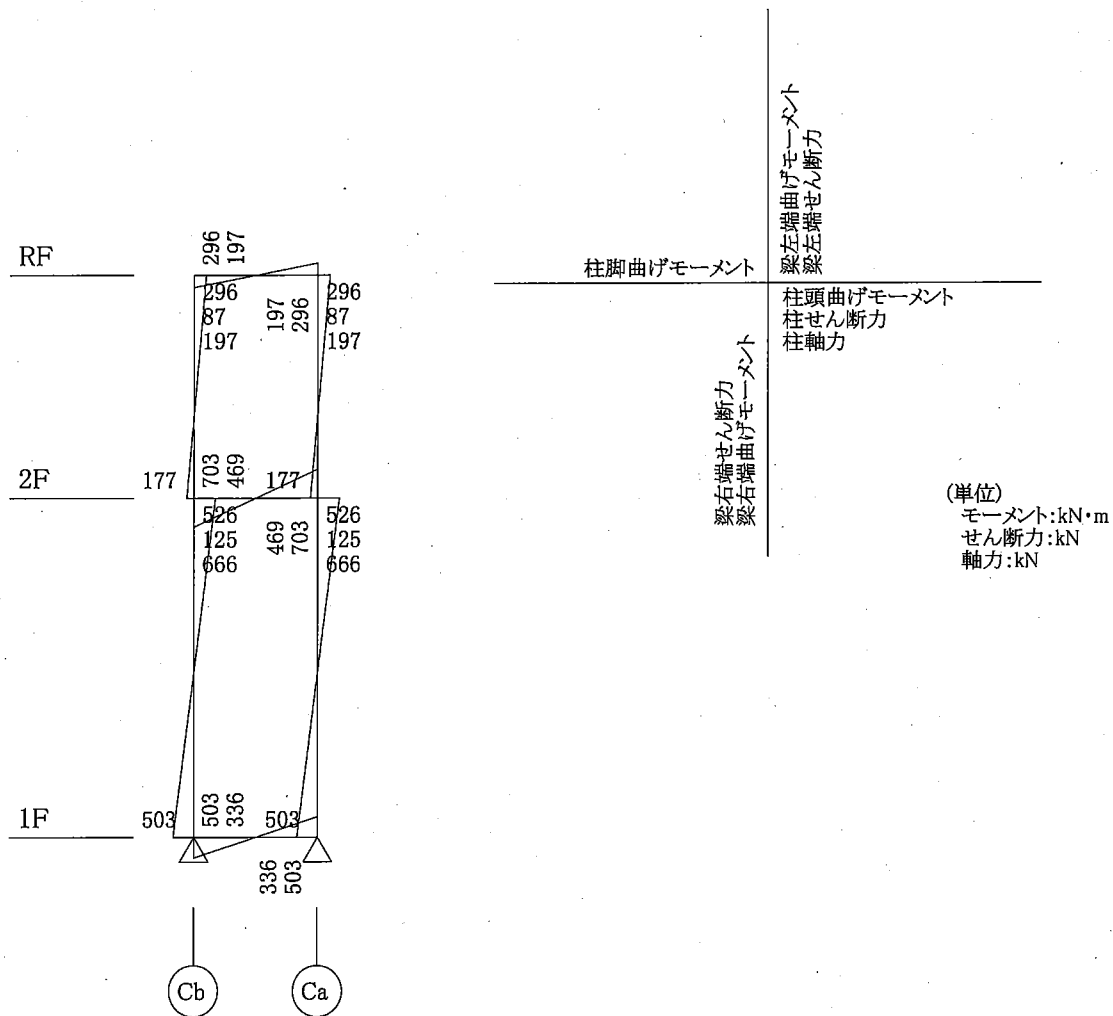 RF
296
197
296
87
197
197
296
296
87
197
2F
177
703
469
177
526
125
666
469
703
526
125
666
1F
503
503
336
503
336
503
Cb
Ca
梁左端曲げモーメント
梁左端せん断力
柱脚曲げモーメント
柱頭曲げモーメント
柱せん断力
柱軸力
梁右端せん断力
梁右端曲げモーメント
(単位)
モーメント:kN・m
せん断力:kN
軸力:kN